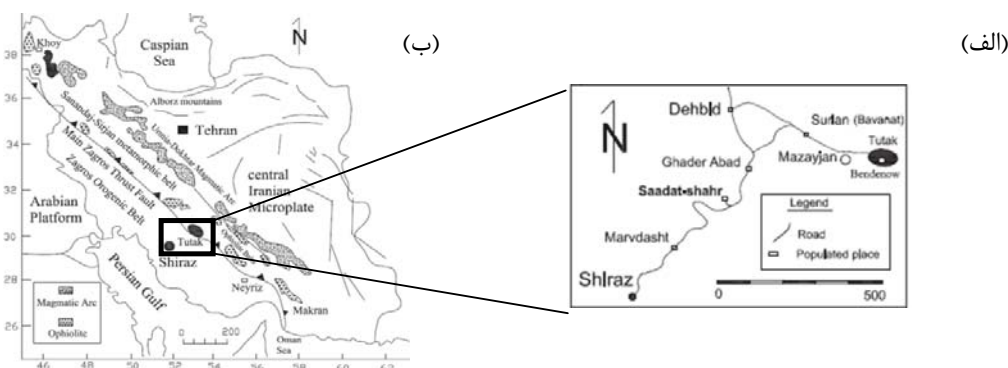 (الف)
(ب)
N
38
36
34
32
30
28
26
46 48 50 52 54 56 58 60 62
Khoy
Caspian
Sea
Alborz mountains
Tehran
Sanandaj-Sirjan metamorphic belt
Urmia-Dokhtar Magmatic Arc
Main Zagros Thrust Fault
Zagros Orogenic Belt
central
Iranian
Microplate
Arabian
Platform
Tutak
Shiraz
Persian Gulf
Neyriz
Makran
Oman
Sea
0 200
Magmatic Arc
Ophiolite
N
Dehbid
Surian (Bavanat)
Tutak
Mazayjan
Bendenow
Ghader Abad
Saadat-shahr
Marvdasht
Shiraz
Legend
Road
Populated place
0 500